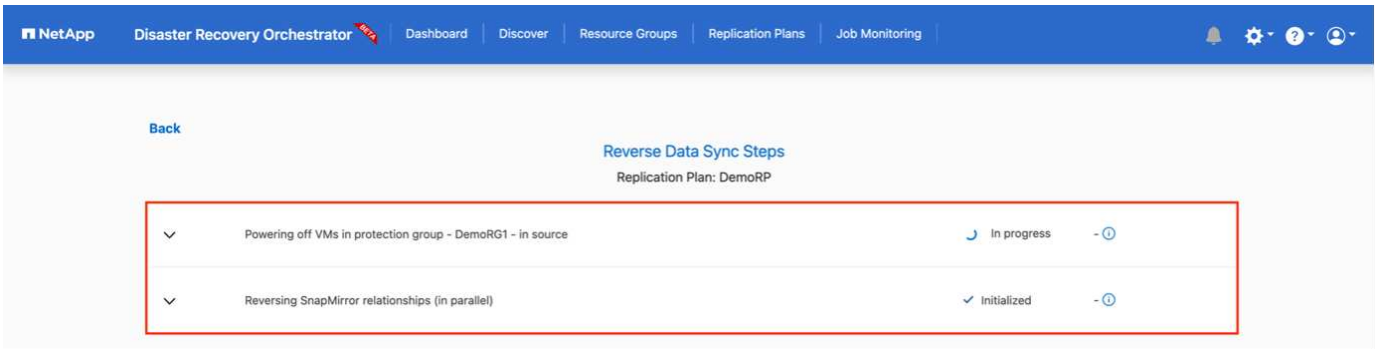 NetApp Disaster Recovery Orchestrator BETA Dashboard Discover Resource Groups Replication Plans Job Monitoring
Back
Reverse Data Sync Steps
Replication Plan: DemoRP
Powering off VMs in protection group - DemoRG1 - in source In progress -
Reversing SnapMirror relationships (in parallel) Initialized -